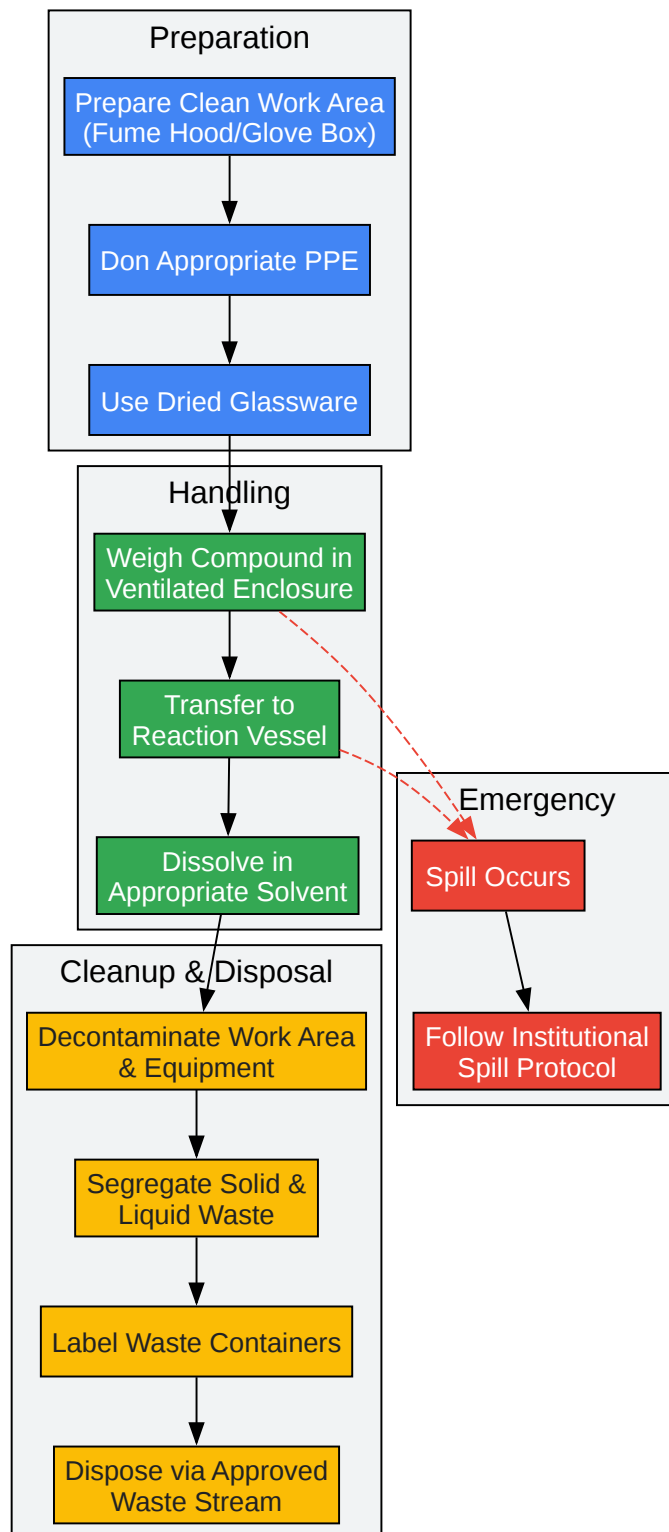 Preparation
Prepare Clean Work Area
(Fume Hood/Glove Box)
Don Appropriate PPE
Use Dried Glassware
Handling
Weigh Compound in
Ventilated Enclosure
Transfer to
Reaction Vessel
Dissolve in
Appropriate Solvent
Emergency
Spill Occurs
Follow Institutional
Spill Protocol
Cleanup & Disposal
Decontaminate Work Area
& Equipment
Segregate Solid &
Liquid Waste
Label Waste Containers
Dispose via Approved
Waste Stream